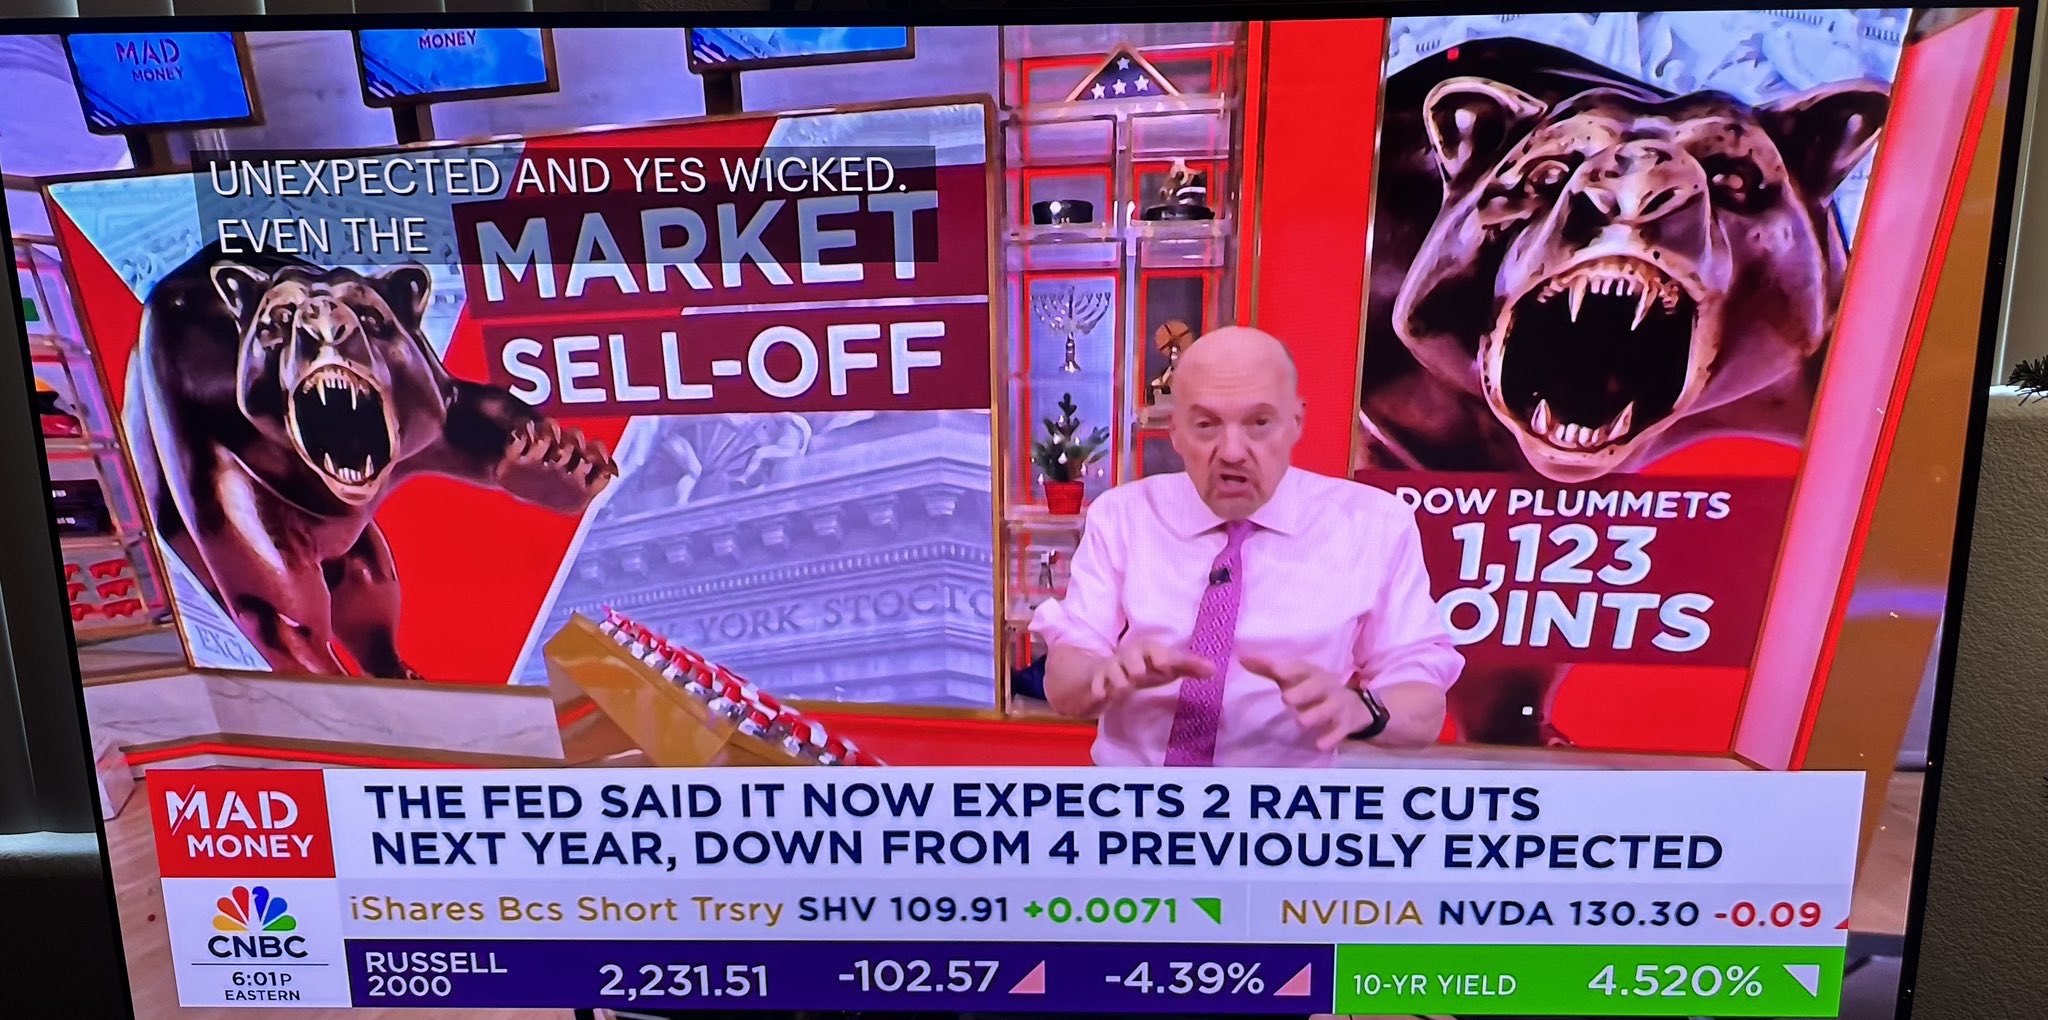 MAD
MONEY
MONEY
UNEXPECTED AND YES WICKED.
EVEN THE
MARKET
SELL-OFF
YORK STOCK
DOW PLUMMETS
1,123
POINTS
MAD
MONEY
THE FED SAID IT NOW EXPECTS 2 RATE CUTS
NEXT YEAR, DOWN FROM 4 PREVIOUSLY EXPECTED
iShares Bcs Short Trsry SHV 109.91 +0.0071 NVIDIA NVDA 130.30 -0.09
CNBC
6:01P
EASTERN
RUSSELL
2000
2,231.51 -102.57 -4.39%
10-YR YIELD 4.520%